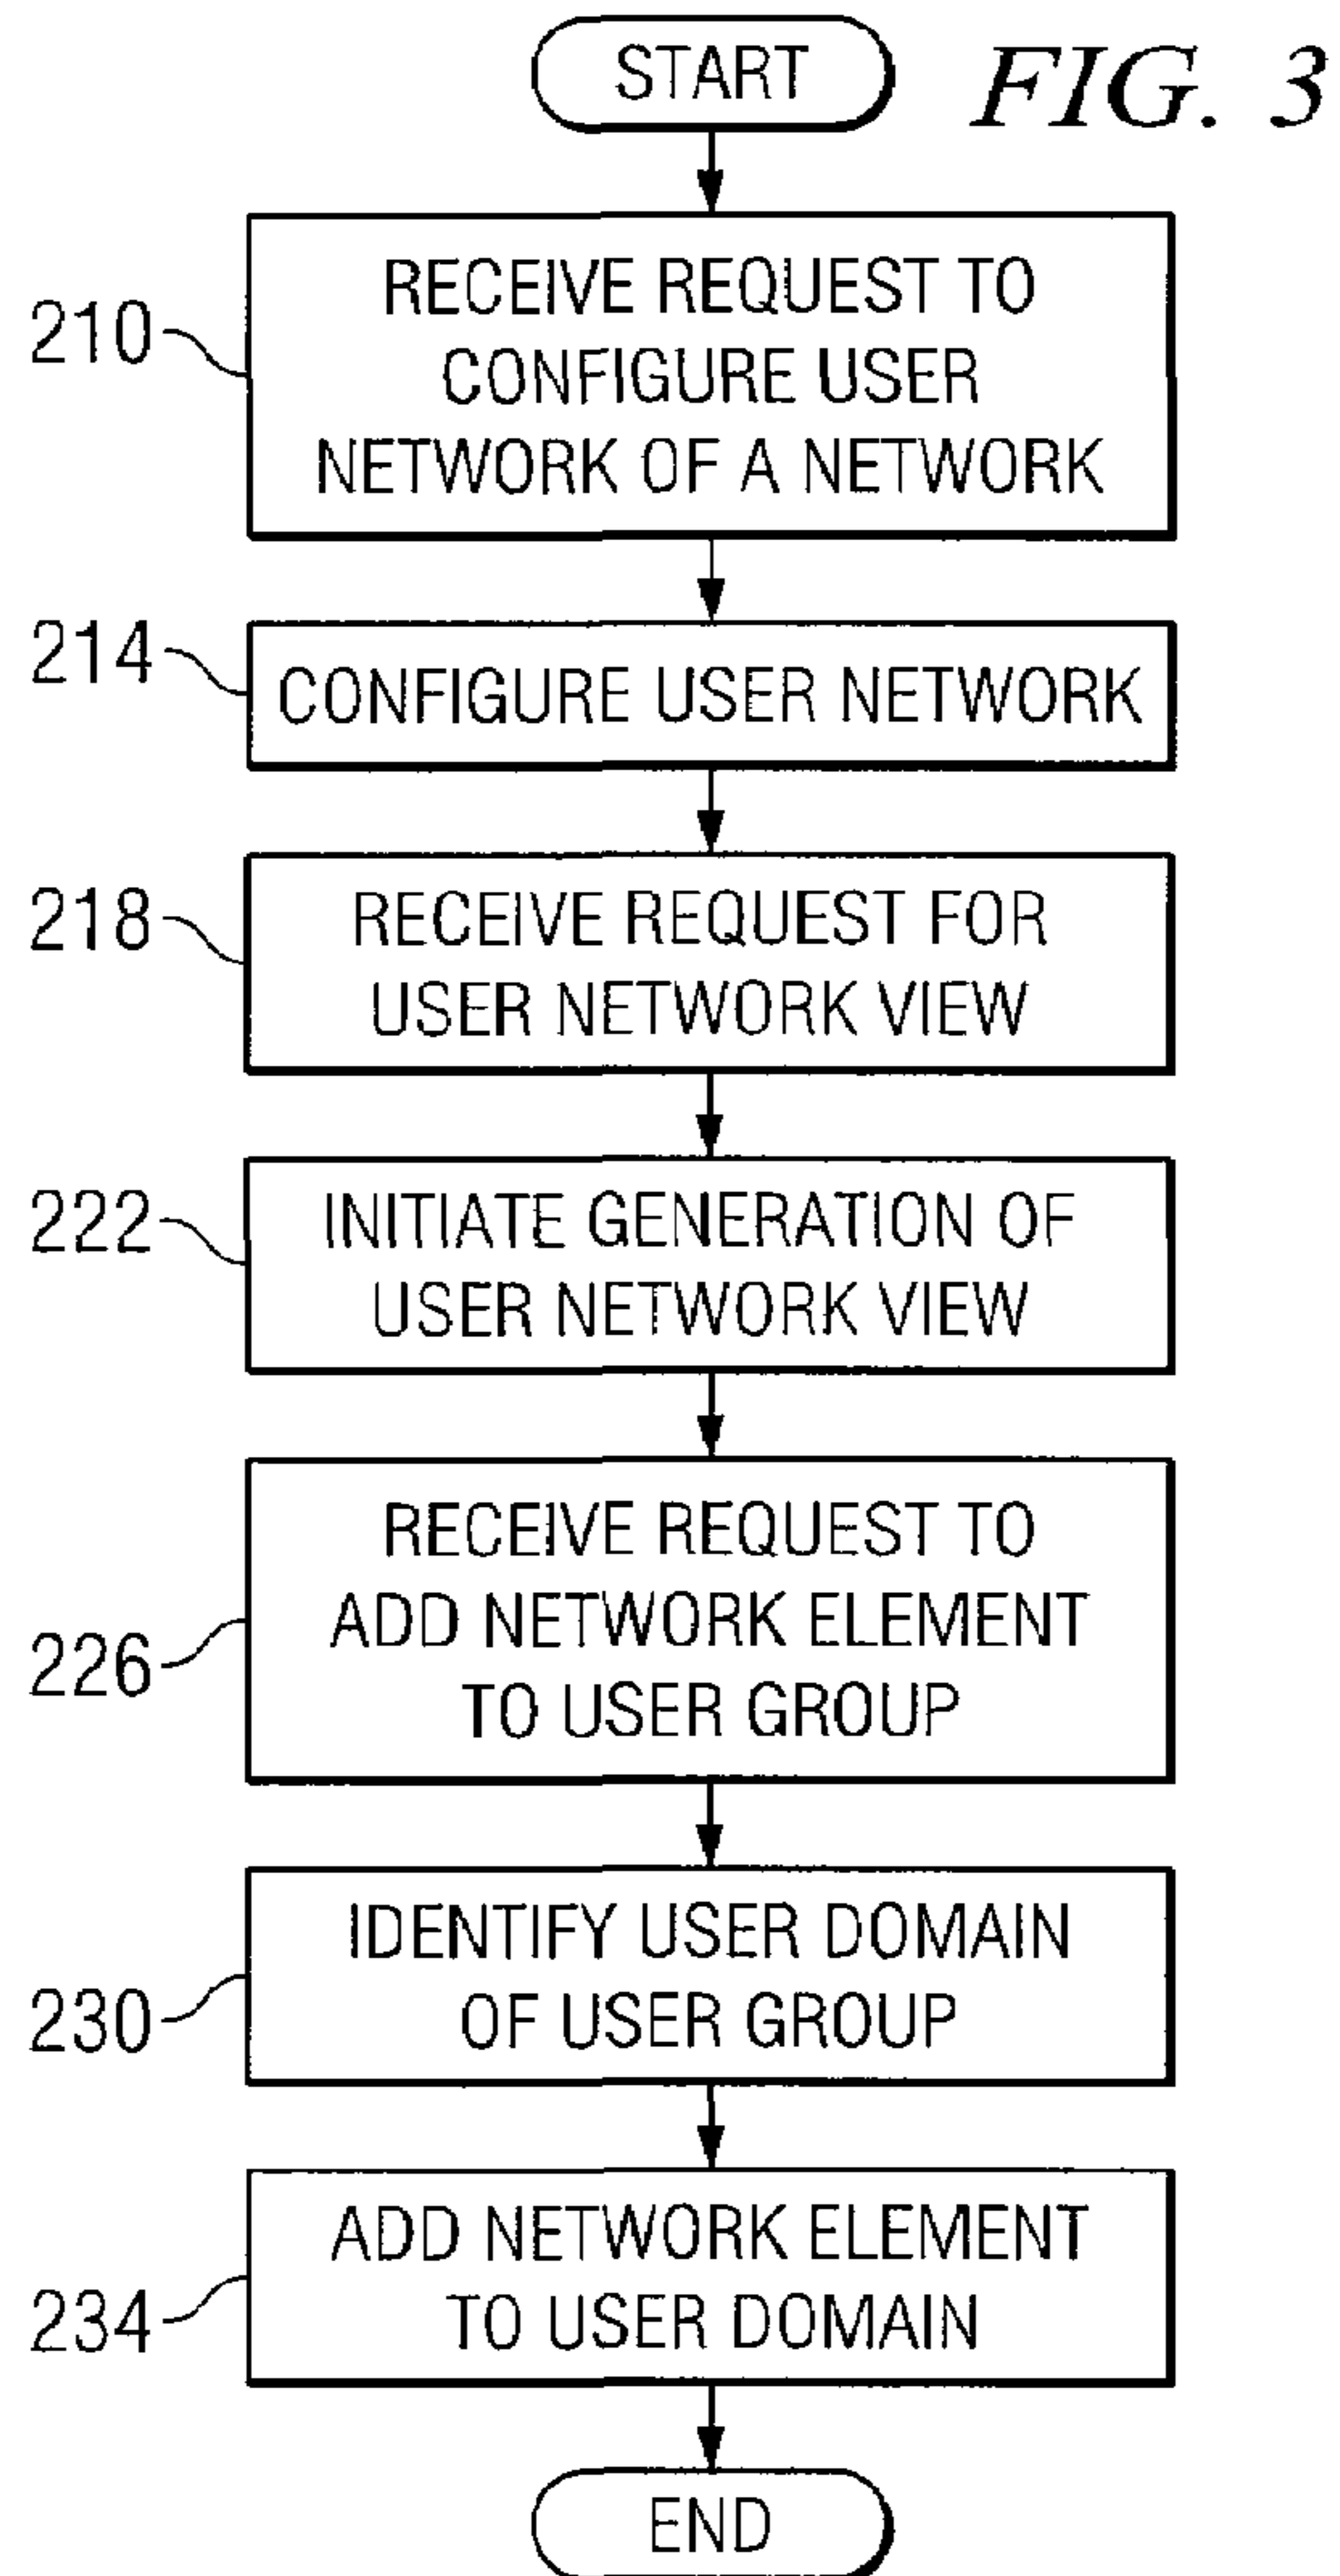 START
FIG. 3
210
RECEIVE REQUEST TO
CONFIGURE USER
NETWORK OF A NETWORK
214
CONFIGURE USER NETWORK
218
RECEIVE REQUEST FOR
USER NETWORK VIEW
222
INITIATE GENERATION OF
USER NETWORK VIEW
226
RECEIVE REQUEST TO
ADD NETWORK ELEMENT
TO USER GROUP
230
IDENTIFY USER DOMAIN
OF USER GROUP
234
ADD NETWORK ELEMENT
TO USER DOMAIN
END